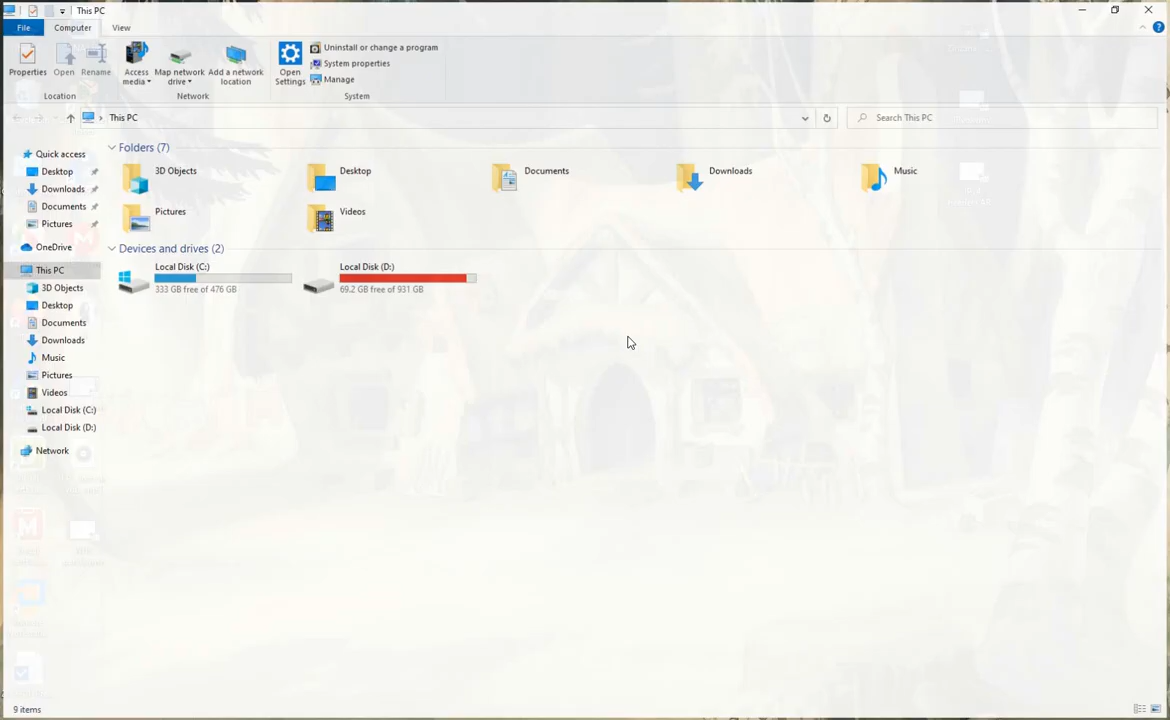 This PC
File
Computer
View
Properties
Open
Rename
Access media
Map network drive
Add a network location
Open Settings
Uninstall or change a program
System properties
Manage
Location
Network
System
This PC
Search This PC
Folders (7)
3D Objects
Desktop
Documents
Downloads
Music
Pictures
Videos
Devices and drives (2)
Local Disk (C:)
333 GB free of 476 GB
Local Disk (D:)
69.2 GB free of 931 GB
Quick access
Desktop
Downloads
Documents
Pictures
OneDrive
This PC
3D Objects
Desktop
Documents
Downloads
Music
Pictures
Videos
Local Disk (C:)
Local Disk (D:)
Network
9 items